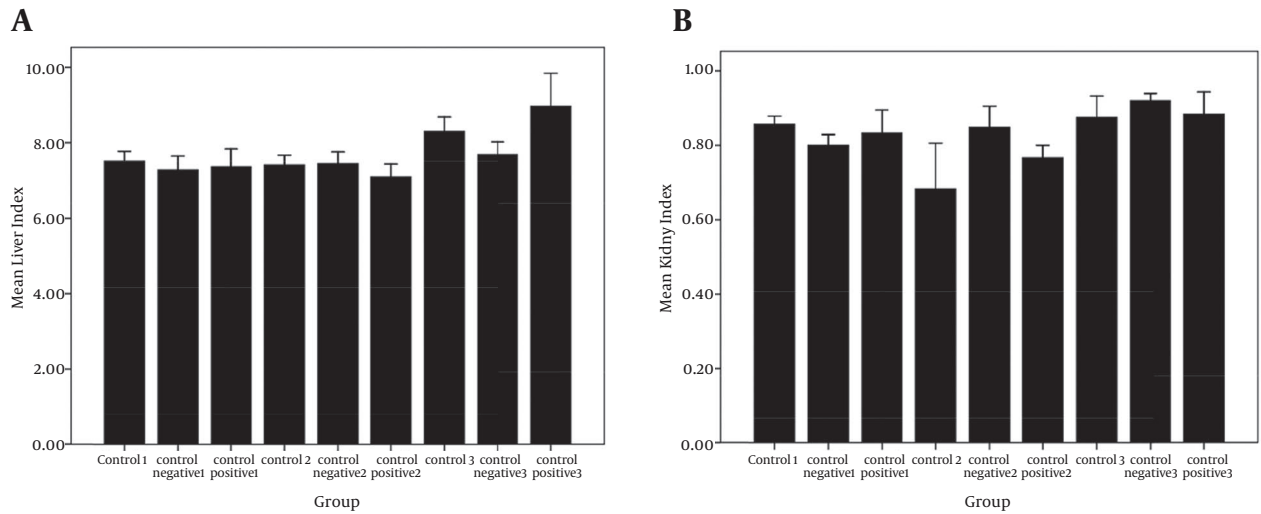 A
10.00
8.00
6.00
4.00
2.00
0.00
Mean Liver Index
Control 1
control
negative1
control
positive1
control 2
control
negative2
control
positive2
control 3
control
negative3
control
positive3
Group
B
1.00
0.80
0.60
0.40
0.20
0.00
Mean Kidny Index
Control 1
control
negative1
control
positive1
control 2
control
negative2
control
positive2
control 3
control
negative3
control
positive3
Group